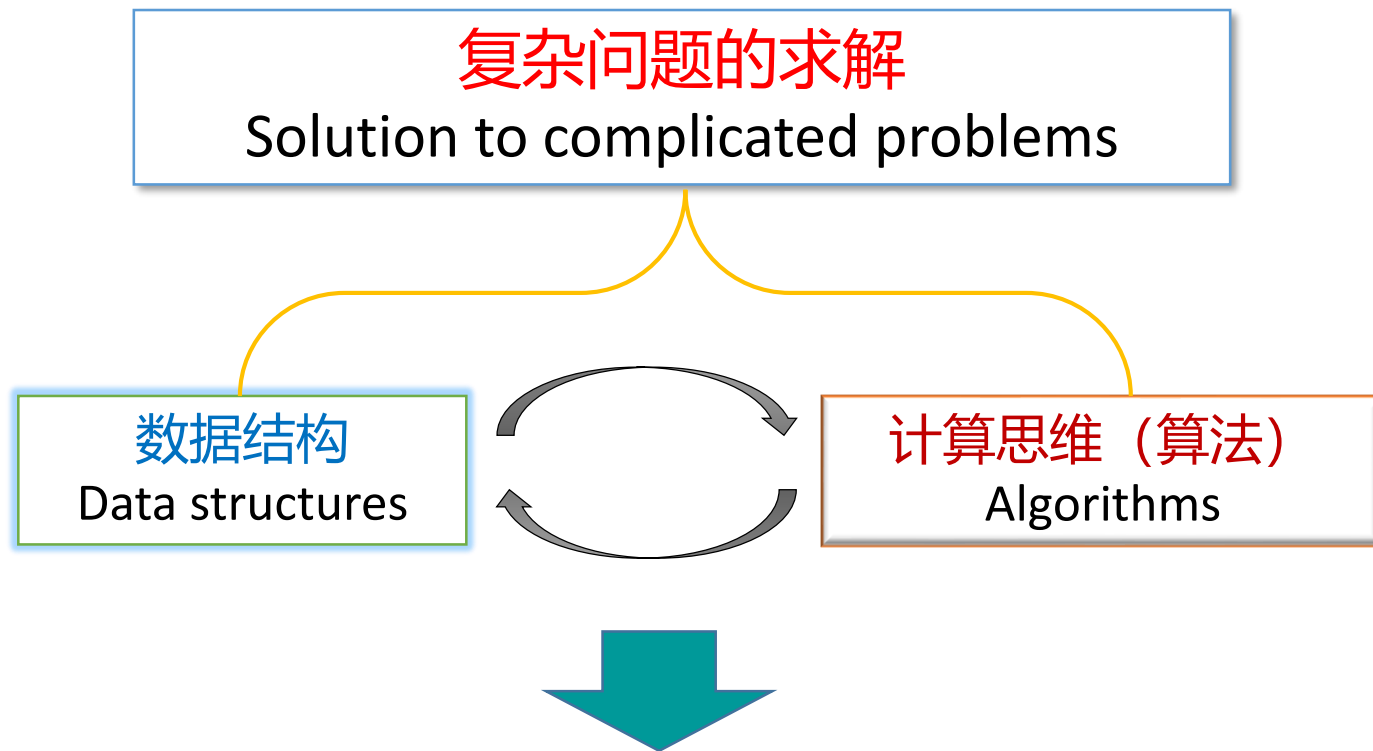 复杂问题的求解
Solution to complicated problems
数据结构
Data structures
计算思维（算法）
Algorithms